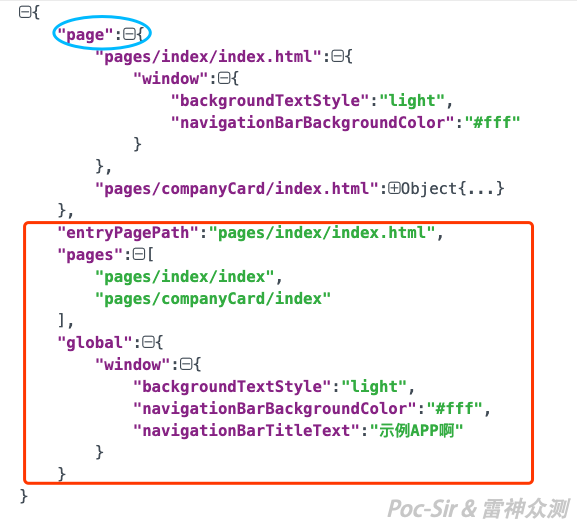 {
"page":{
"pages/index/index.html":{
"window":{
"backgroundTextStyle":"light",
"navigationBarBackgroundColor":"#fff"
}
},
"pages/companyCard/index.html":Object{...}
},
"entryPagePath":"pages/index/index.html",
"pages":[
"pages/index/index",
"pages/companyCard/index"
],
"global":{
"window":{
"backgroundTextStyle":"light",
"navigationBarBackgroundColor":"#fff",
"navigationBarTitleText":"示例APP啊"
}
}
}
Poc-Sir & 雷神众测